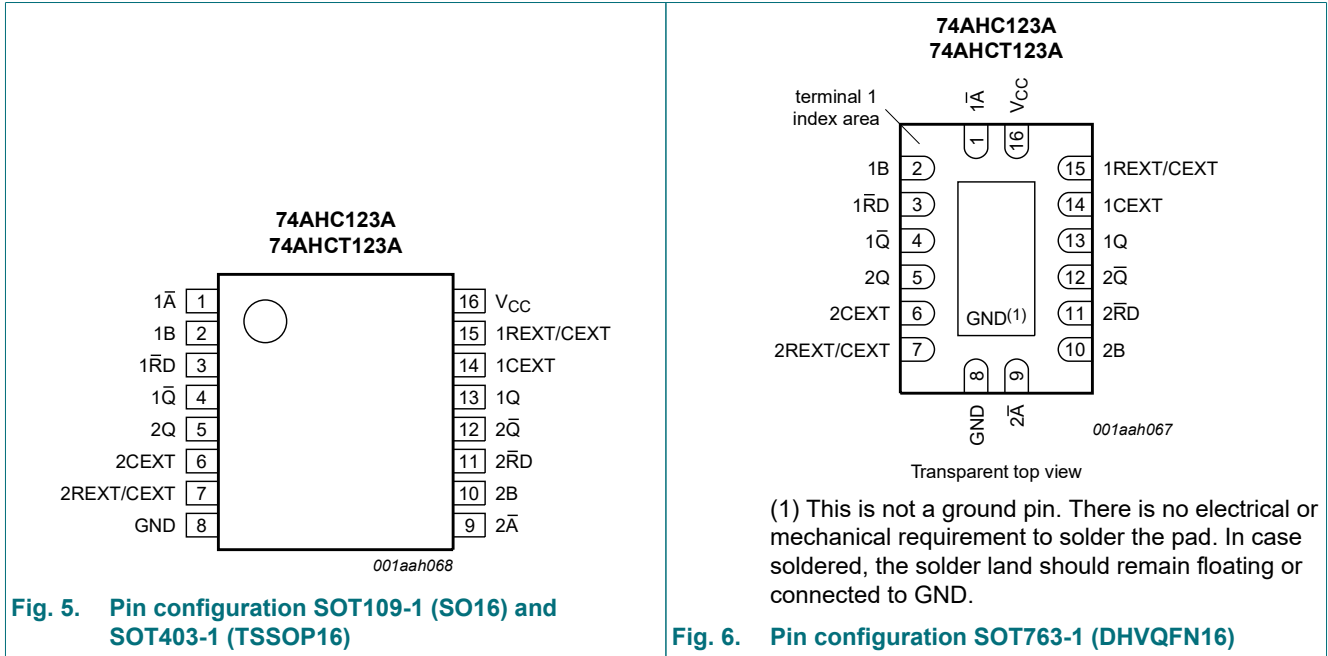 74AHC123A
74AHCT123A
1A̅ 1
1B 2
1R̅D 3
1Q̅ 4
2Q 5
2CEXT 6
2REXT/CEXT 7
GND 8
16 VCC
15 1REXT/CEXT
14 1CEXT
13 1Q
12 2Q̅
11 2R̅D
10 2B
9 2A̅
001aah068
Fig. 5. Pin configuration SOT109-1 (SO16) and
SOT403-1 (TSSOP16)
74AHC123A
74AHCT123A
terminal 1
index area
1A̅ 1
VCC 16
1B 2
1R̅D 3
1Q̅ 4
2Q 5
2CEXT 6
2REXT/CEXT 7
15 1REXT/CEXT
14 1CEXT
13 1Q
12 2Q̅
11 2R̅D
10 2B
GND(1)
8 GND
9 2A̅
001aah067
Transparent top view
(1) This is not a ground pin. There is no electrical or
mechanical requirement to solder the pad. In case
soldered, the solder land should remain floating or
connected to GND.
Fig. 6. Pin configuration SOT763-1 (DHVQFN16)